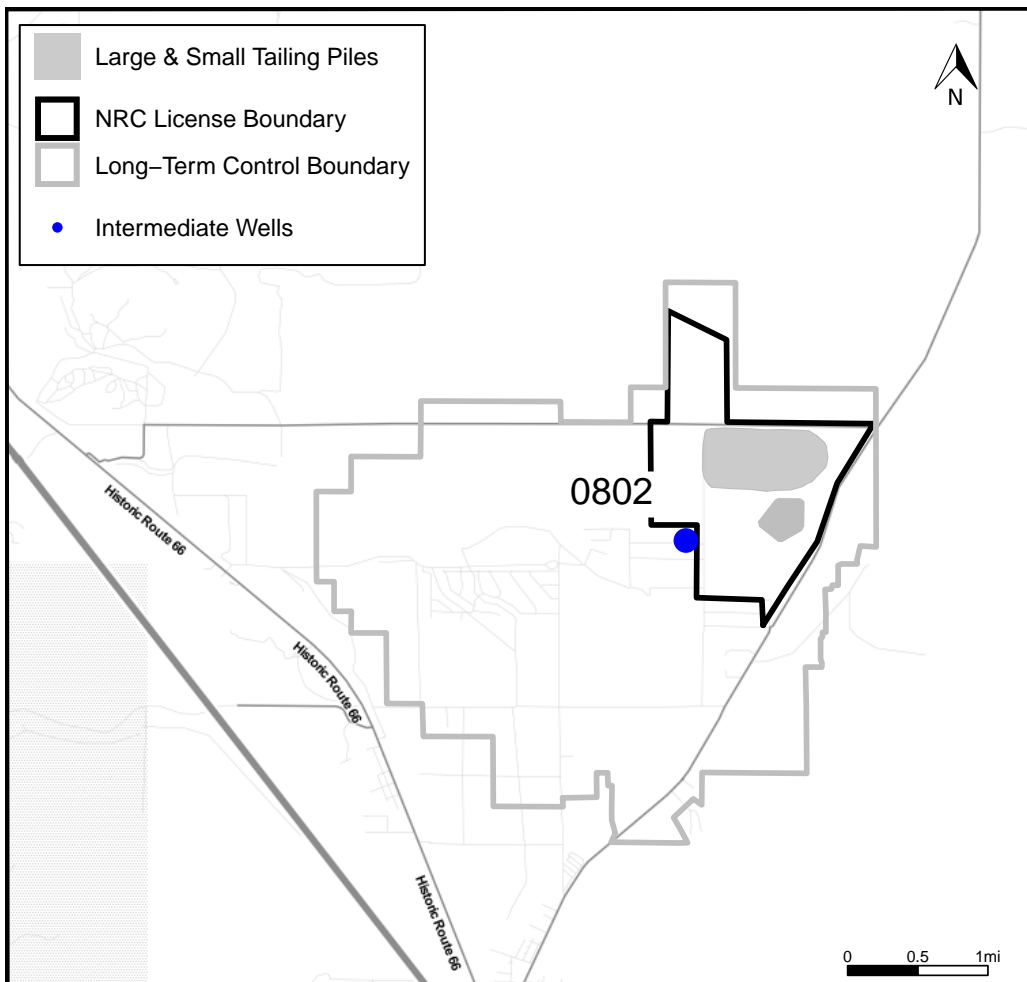 Large & Small Tailing Piles
NRC License Boundary
Long−Term Control Boundary
Intermediate Wells
N
0802
Historic Route 66
Historic Route 66
Historic Route 66
0 0.5 1mi